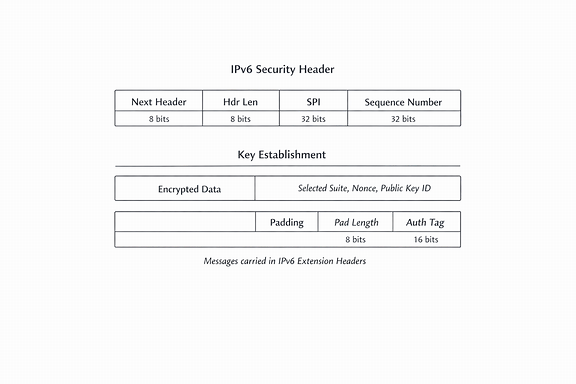 IPv6 Security Header
Next Header Hdr Len SPI Sequence Number
8 bits 8 bits 32 bits 32 bits
Key Establishment
Encrypted Data Selected Suite, Nonce, Public Key ID
Padding Pad Length Auth Tag
8 bits 16 bits
Messages carried in IPv6 Extension Headers